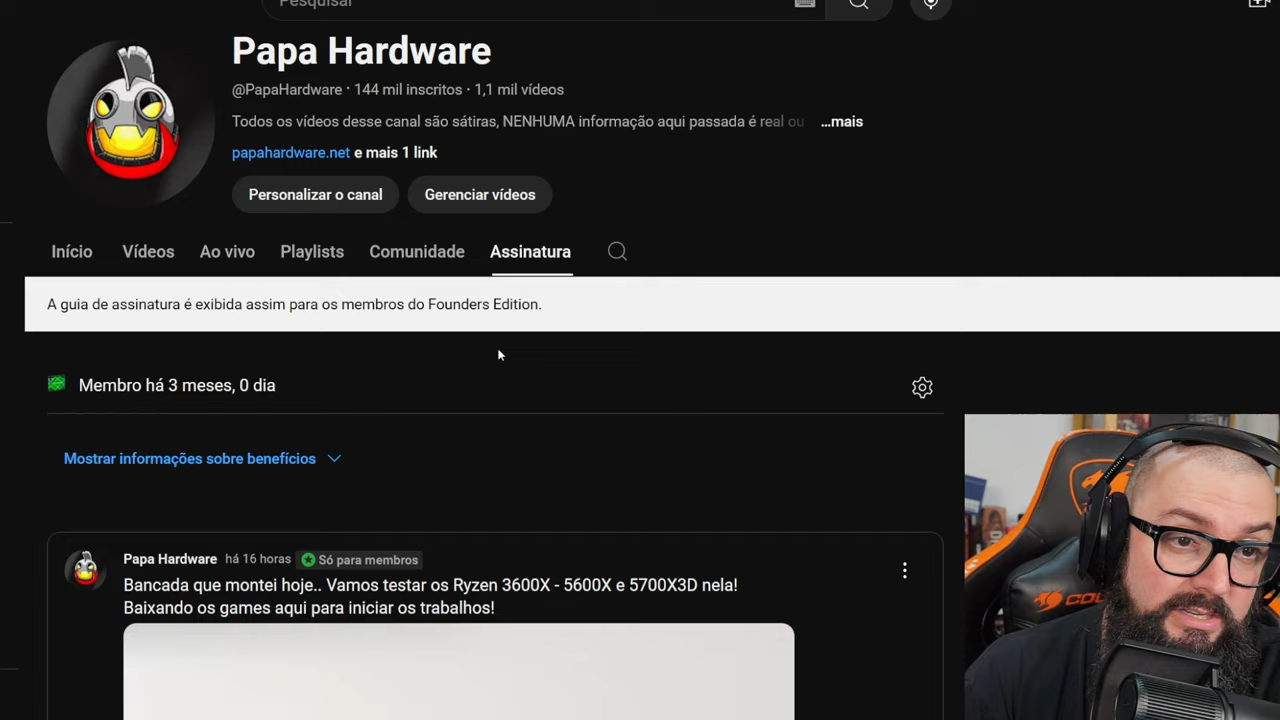 Pesquisar
Papa Hardware
@PapaHardware · 144 mil inscritos · 1,1 mil vídeos
Todos os vídeos desse canal são sátiras, NENHUMA informação aqui passada é real ou ...mais
papahardware.net e mais 1 link
Personalizar o canal
Gerenciar vídeos
Início
Vídeos
Ao vivo
Playlists
Comunidade
Assinatura
A guia de assinatura é exibida assim para os membros do Founders Edition.
Membro há 3 meses, 0 dia
Mostrar informações sobre benefícios
Papa Hardware há 16 horas Só para membros
Bancada que montei hoje.. Vamos testar os Ryzen 3600X - 5600X e 5700X3D nela!
Baixando os games aqui para iniciar os trabalhos!